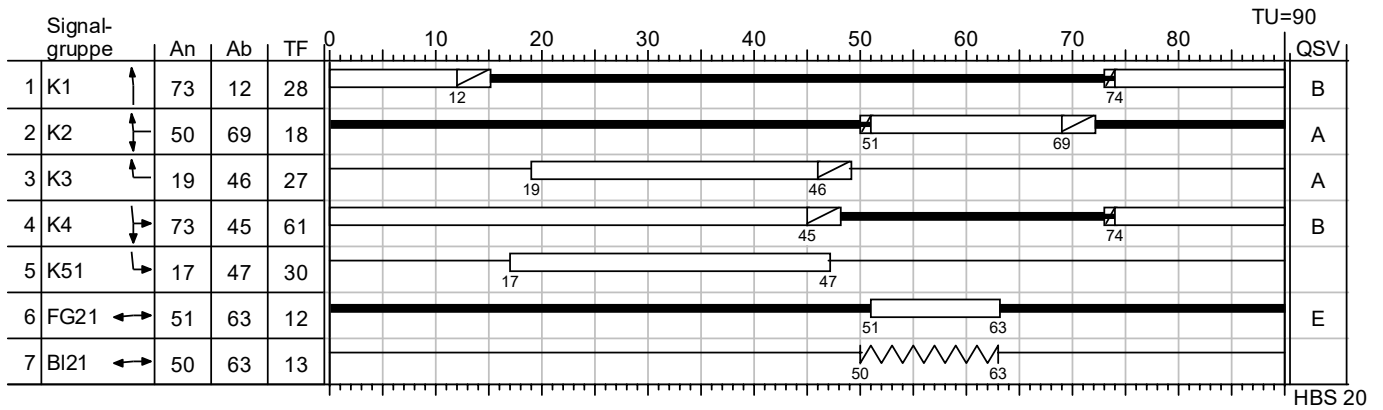 TU=90
Signal-
gruppe An Ab TF 0 10 20 30 40 50 60 70 80 QSV
1 K1 73 12 28 12 74 B
2 K2 50 69 18 51 69 A
3 K3 19 46 27 19 46 A
4 K4 73 45 61 45 74 B
5 K51 17 47 30 17 47
6 FG21 51 63 12 51 63 E
7 BI21 50 63 13 50 63
HBS 20